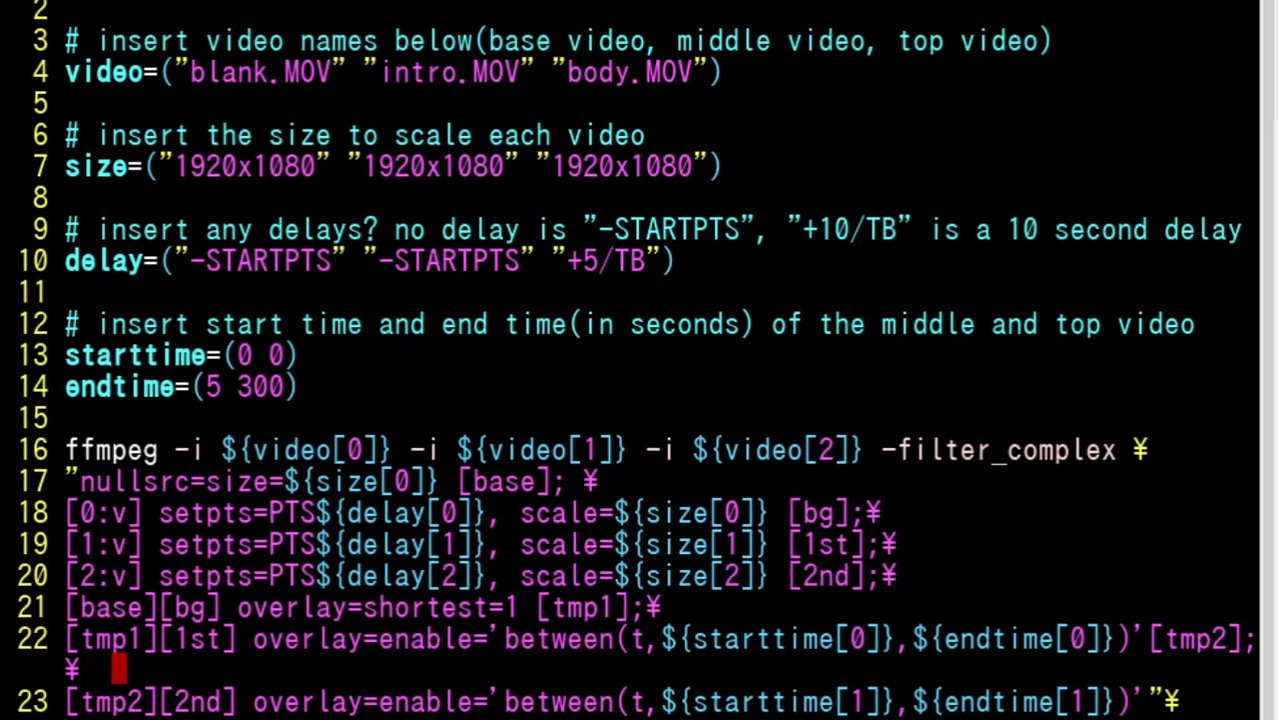 2
3 # insert video names below(base video, middle video, top video)
4 video=("blank.MOV" "intro.MOV" "body.MOV")
5
6 # insert the size to scale each video
7 size=("1920x1080" "1920x1080" "1920x1080")
8
9 # insert any delays? no delay is "-STARTPTS", "+10/TB" is a 10 second delay
10 delay=("-STARTPTS" "-STARTPTS" "+5/TB")
11
12 # insert start time and end time(in seconds) of the middle and top video
13 starttime=(0 0)
14 endtime=(5 300)
15
16 ffmpeg -i ${video[0]} -i ${video[1]} -i ${video[2]} -filter_complex ¥
17 "nullsrc=size=${size[0]} [base]; ¥
18 [0:v] setpts=PTS${delay[0]}, scale=${size[0]} [bg];¥
19 [1:v] setpts=PTS${delay[1]}, scale=${size[1]} [1st];¥
20 [2:v] setpts=PTS${delay[2]}, scale=${size[2]} [2nd];¥
21 [base][bg] overlay=shortest=1 [tmp1];¥
22 [tmp1][1st] overlay=enable='between(t,${starttime[0]},${endtime[0]})'[tmp2];
¥
23 [tmp2][2nd] overlay=enable='between(t,${starttime[1]},${endtime[1]})'"¥